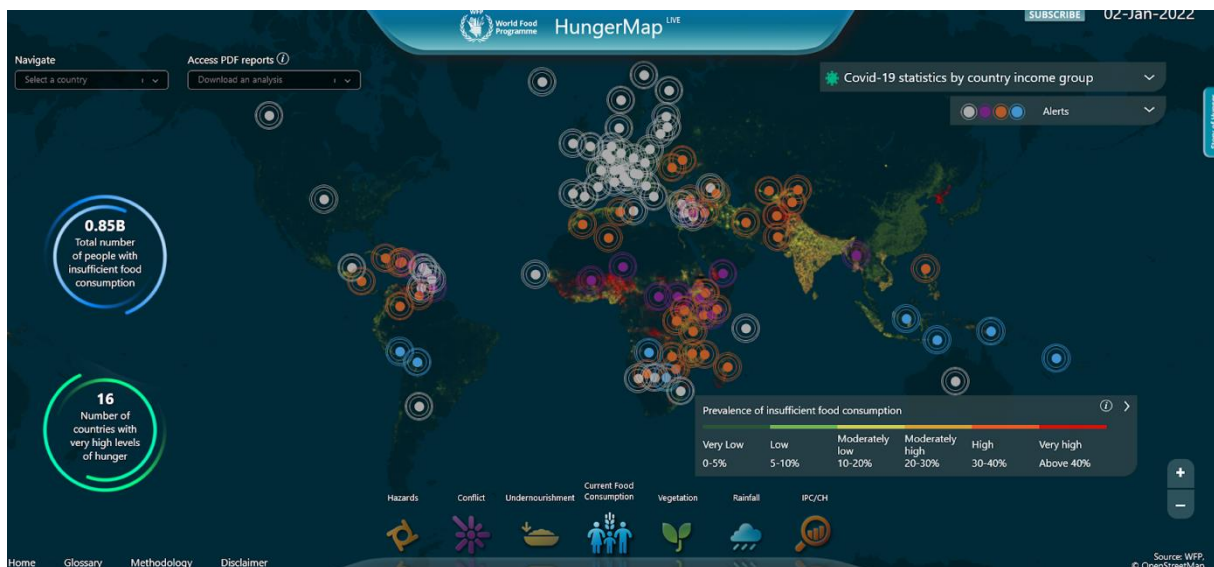 World Food
Programme
HungerMap LIVE
SUBSCRIBE
02-Jan-2022
Navigate
Select a country
Access PDF reports
Download an analysis
Covid-19 statistics by country income group
Alerts
0.85B
Total number
of people with
insufficient food
consumption
16
Number of
countries with
very high levels
of hunger
Prevalence of insufficient food consumption
Very Low
0-5%
Low
5-10%
Moderately
low
10-20%
Moderately
high
20-30%
High
30-40%
Very high
Above 40%
+
−
Hazards
Conflict
Undernourishment
Current Food
Consumption
Vegetation
Rainfall
IPC/CH
Home
Glossary
Methodology
Disclaimer
Source: WFP,
© OpenStreetMap